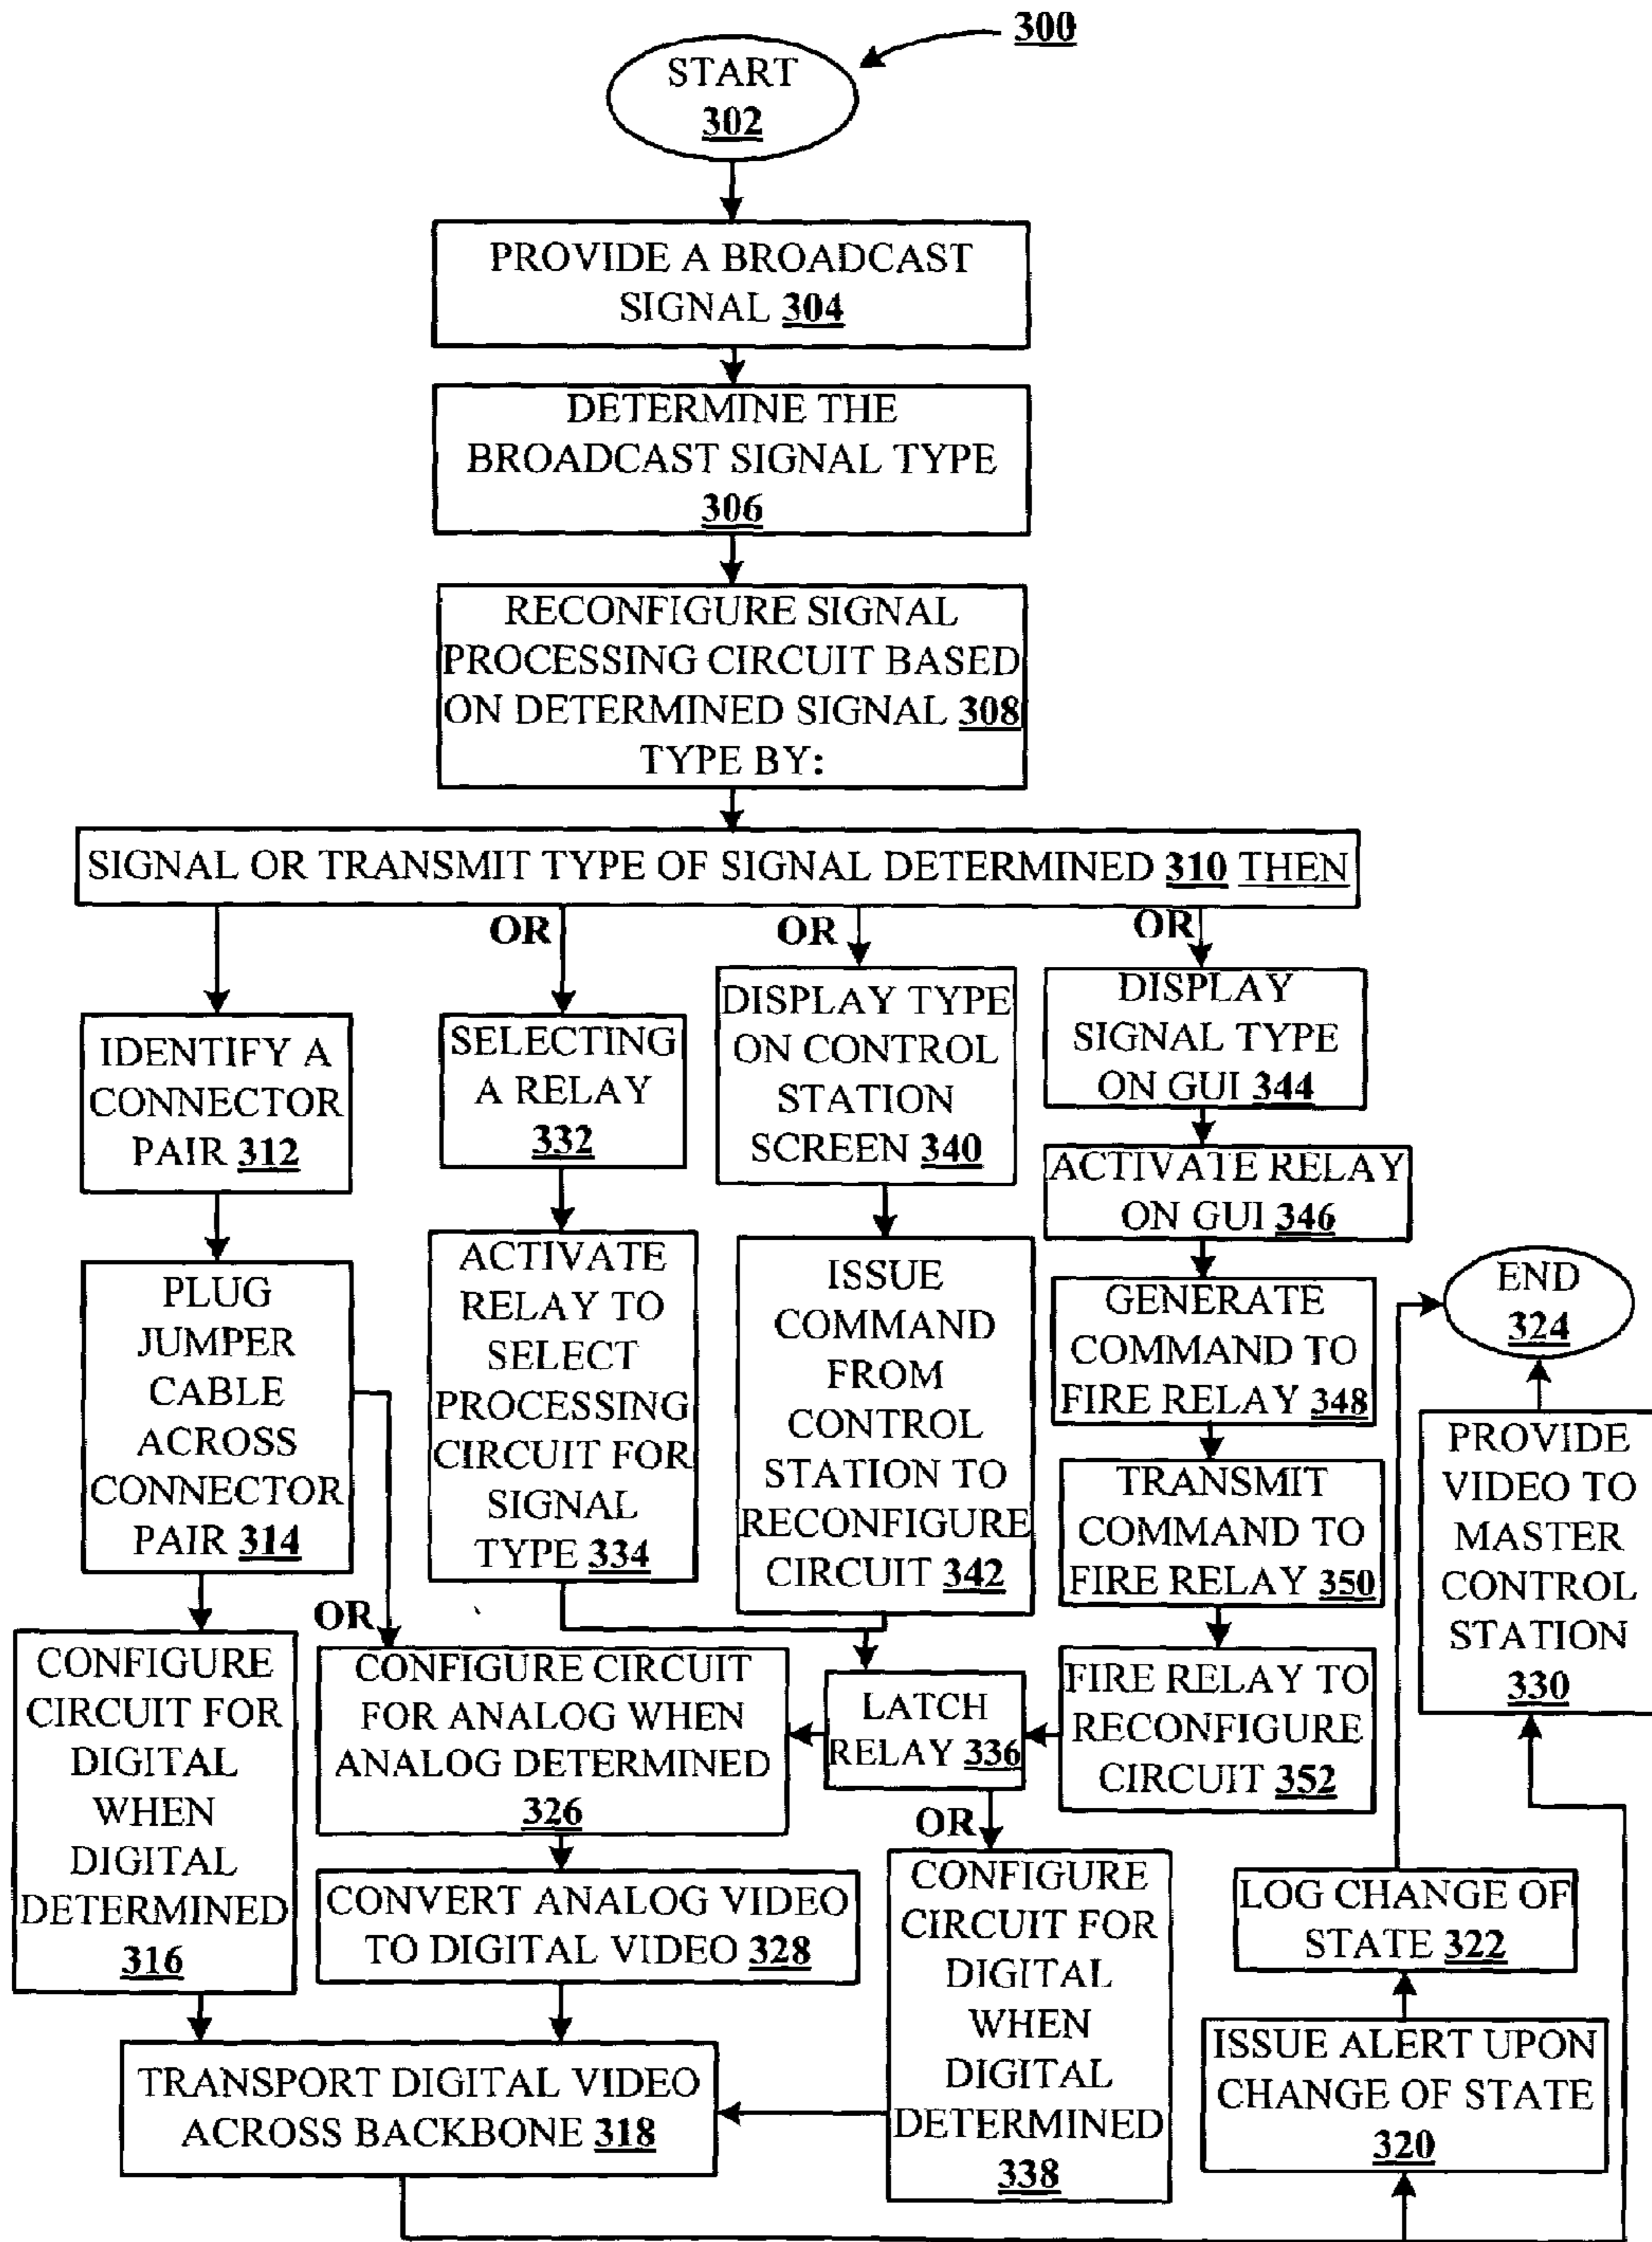 300
START
302
PROVIDE A BROADCAST
SIGNAL 304
DETERMINE THE
BROADCAST SIGNAL TYPE
306
RECONFIGURE SIGNAL
PROCESSING CIRCUIT BASED
ON DETERMINED SIGNAL 308
TYPE BY:
SIGNAL OR TRANSMIT TYPE OF SIGNAL DETERMINED 310 THEN
OR
OR
OR
IDENTIFY A
CONNECTOR
PAIR 312
SELECTING
A RELAY
332
DISPLAY TYPE
ON CONTROL
STATION
SCREEN 340
DISPLAY
SIGNAL TYPE
ON GUI 344
ACTIVATE RELAY
ON GUI 346
PLUG
JUMPER
CABLE
ACROSS
CONNECTOR
PAIR 314
ACTIVATE
RELAY TO
SELECT
PROCESSING
CIRCUIT FOR
SIGNAL
TYPE 334
ISSUE
COMMAND
FROM
CONTROL
STATION TO
RECONFIGURE
CIRCUIT 342
GENERATE
COMMAND TO
FIRE RELAY 348
TRANSMIT
COMMAND TO
FIRE RELAY 350
END
324
PROVIDE
VIDEO TO
MASTER
CONTROL
STATION
330
OR
CONFIGURE
CIRCUIT FOR
DIGITAL
WHEN
DIGITAL
DETERMINED
316
CONFIGURE CIRCUIT
FOR ANALOG WHEN
ANALOG DETERMINED
326
LATCH
RELAY 336
FIRE RELAY TO
RECONFIGURE
CIRCUIT 352
OR
CONVERT ANALOG VIDEO
TO DIGITAL VIDEO 328
CONFIGURE
CIRCUIT FOR
DIGITAL
WHEN
DIGITAL
DETERMINED
338
LOG CHANGE OF
STATE 322
ISSUE ALERT UPON
CHANGE OF STATE
320
TRANSPORT DIGITAL VIDEO
ACROSS BACKBONE 318